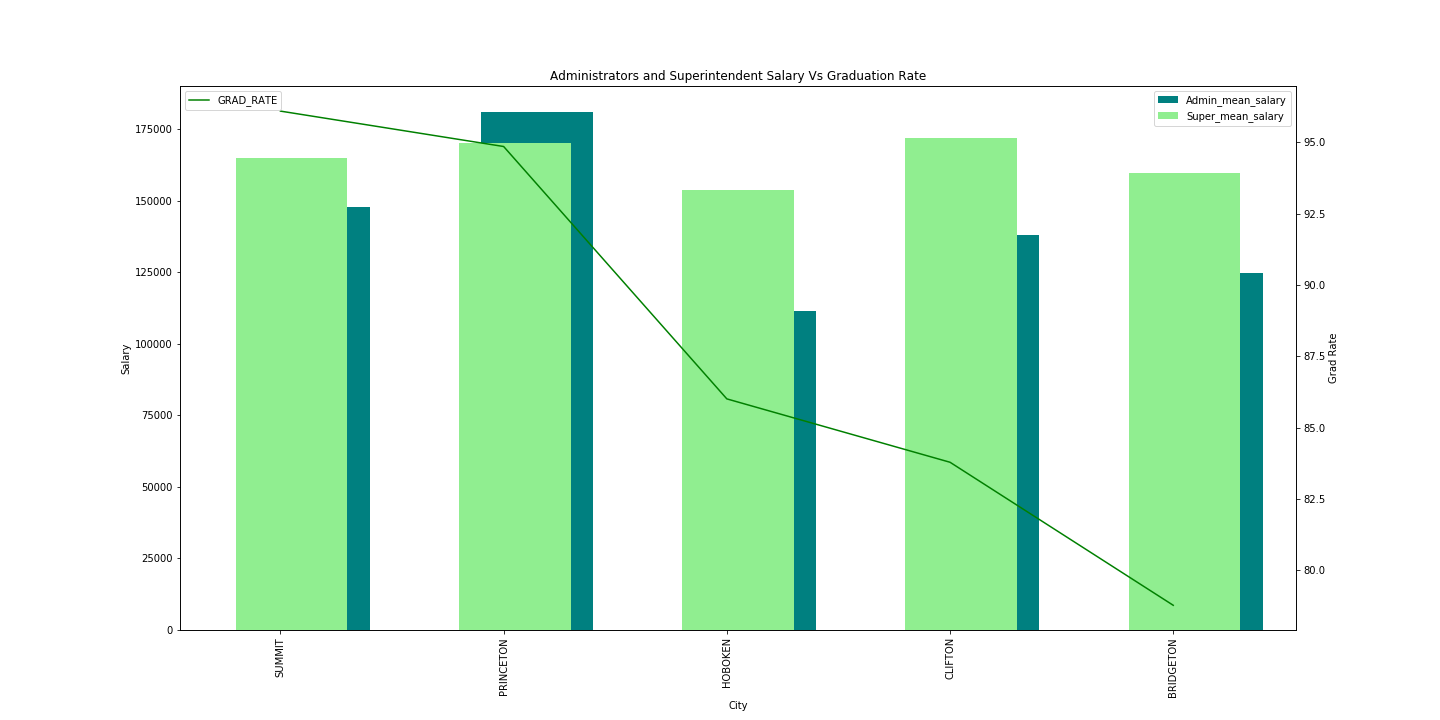 Administrators and Superintendent Salary Vs Graduation Rate
GRAD_RATE
Admin_mean_salary
Super_mean_salary
175000
150000
125000
100000
75000
50000
25000
0
Salary
95.0
92.5
90.0
87.5
85.0
82.5
80.0
Grad Rate
SUMMIT
PRINCETON
HOBOKEN
CLIFTON
BRIDGETON
City